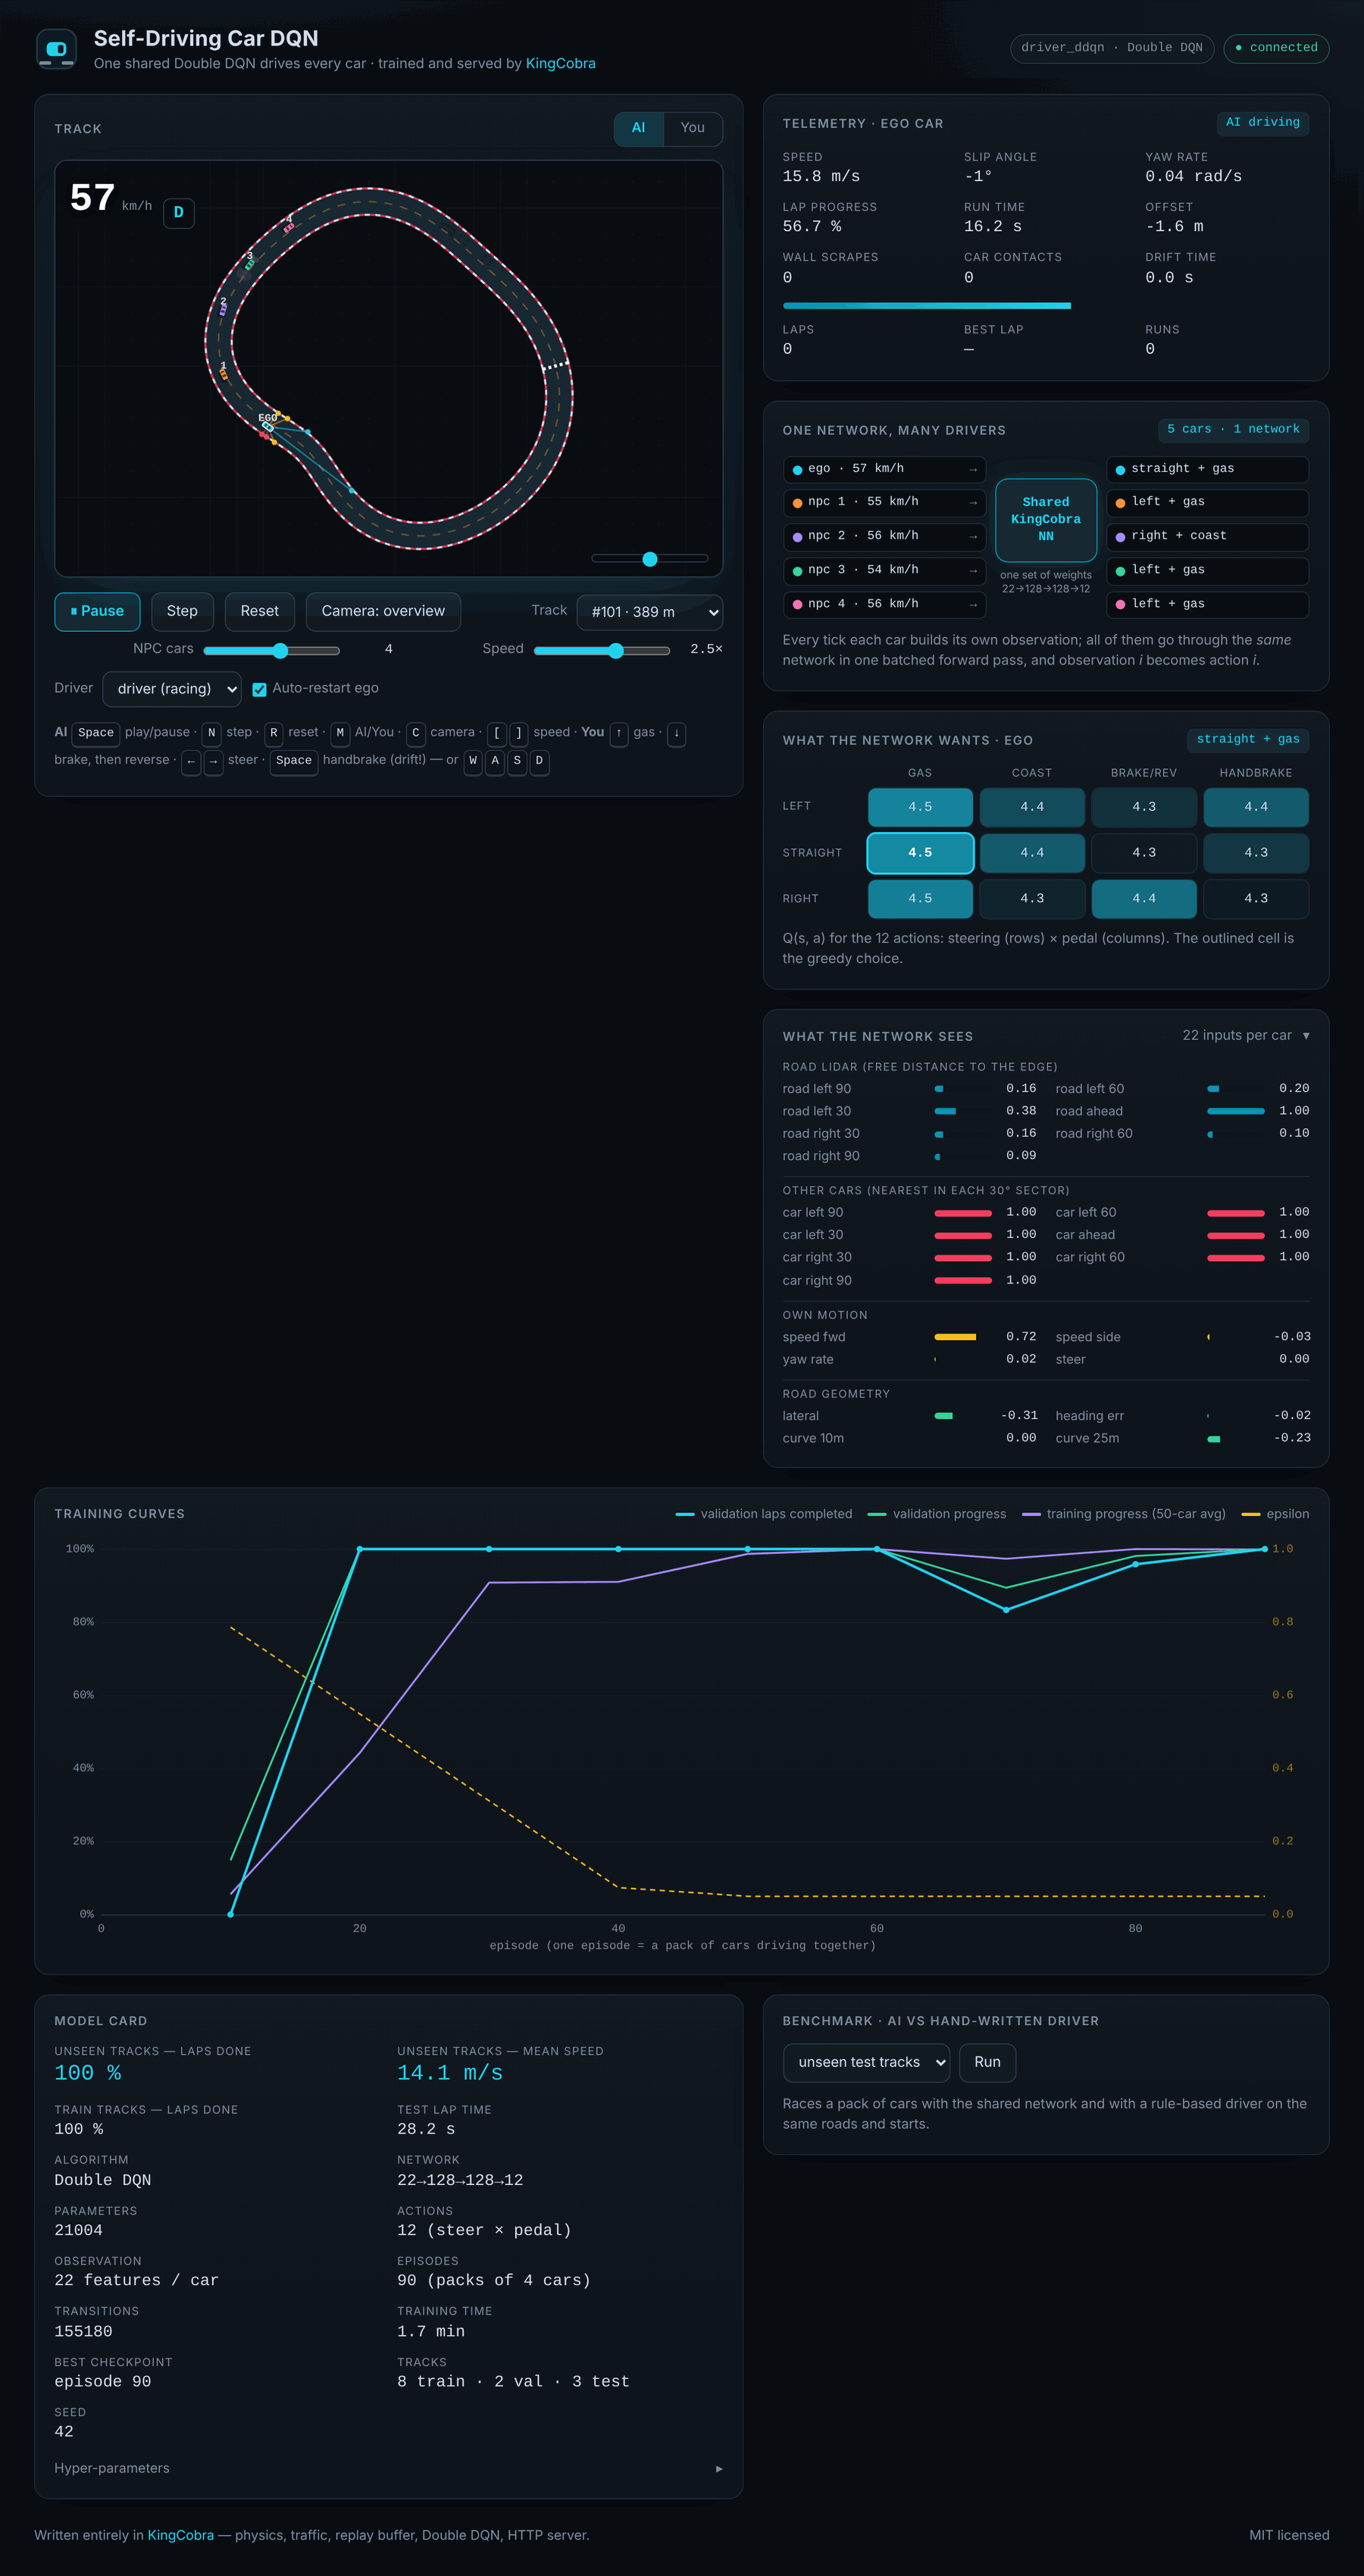 Self-Driving Car DQN
One shared Double DQN drives every car · trained and served by KingCobra
driver_ddqn · Double DQN
● connected
TRACK
AI You
57 km/h D
4
3
2
1
EGO
Pause Step Reset Camera: overview Track #101 · 389 m
NPC cars 4 Speed 2.5×
Driver driver (racing) Auto-restart ego
AI Space play/pause · N step · R reset · M AI/You · C camera · [ ] speed · You ↑ gas · ↓
brake, then reverse · ← → steer · Space handbrake (drift!) — or W A S D
TELEMETRY · EGO CAR AI driving
SPEED SLIP ANGLE YAW RATE
15.8 m/s -1° 0.04 rad/s
LAP PROGRESS RUN TIME OFFSET
56.7 % 16.2 s -1.6 m
WALL SCRAPES CAR CONTACTS DRIFT TIME
0 0 0.0 s
LAPS BEST LAP RUNS
0 — 0
ONE NETWORK, MANY DRIVERS 5 cars · 1 network
ego · 57 km/h → straight + gas
npc 1 · 55 km/h → left + gas
npc 2 · 56 km/h → right + coast
npc 3 · 54 km/h → left + gas
npc 4 · 56 km/h → left + gas
Shared
KingCobra
NN
one set of weights
22→128→128→12
Every tick each car builds its own observation; all of them go through the same
network in one batched forward pass, and observation i becomes action i.
WHAT THE NETWORK WANTS · EGO straight + gas
GAS COAST BRAKE/REV HANDBRAKE
LEFT 4.5 4.4 4.3 4.4
STRAIGHT 4.5 4.4 4.3 4.3
RIGHT 4.5 4.3 4.4 4.3
Q(s, a) for the 12 actions: steering (rows) × pedal (columns). The outlined cell is
the greedy choice.
WHAT THE NETWORK SEES 22 inputs per car ▾
ROAD LIDAR (FREE DISTANCE TO THE EDGE)
road left 90 0.16 road left 60 0.20
road left 30 0.38 road ahead 1.00
road right 30 0.16 road right 60 0.10
road right 90 0.09
OTHER CARS (NEAREST IN EACH 30° SECTOR)
car left 90 1.00 car left 60 1.00
car left 30 1.00 car ahead 1.00
car right 30 1.00 car right 60 1.00
car right 90 1.00
OWN MOTION
speed fwd 0.72 speed side -0.03
yaw rate 0.02 steer 0.00
ROAD GEOMETRY
lateral -0.31 heading err -0.02
curve 10m 0.00 curve 25m -0.23
TRAINING CURVES validation laps completed validation progress training progress (50-car avg) epsilon
100% 1.0
80% 0.8
60% 0.6
40% 0.4
20% 0.2
0% 0.0
0 20 40 60 80
episode (one episode = a pack of cars driving together)
MODEL CARD
UNSEEN TRACKS — LAPS DONE UNSEEN TRACKS — MEAN SPEED
100 % 14.1 m/s
TRAIN TRACKS — LAPS DONE TEST LAP TIME
100 % 28.2 s
ALGORITHM NETWORK
Double DQN 22→128→128→12
PARAMETERS ACTIONS
21004 12 (steer × pedal)
OBSERVATION EPISODES
22 features / car 90 (packs of 4 cars)
TRANSITIONS TRAINING TIME
155180 1.7 min
BEST CHECKPOINT TRACKS
episode 90 8 train · 2 val · 3 test
SEED
42
Hyper-parameters ▸
BENCHMARK · AI VS HAND-WRITTEN DRIVER
unseen test tracks Run
Races a pack of cars with the shared network and with a rule-based driver on the
same roads and starts.
Written entirely in KingCobra — physics, traffic, replay buffer, Double DQN, HTTP server.
MIT licensed